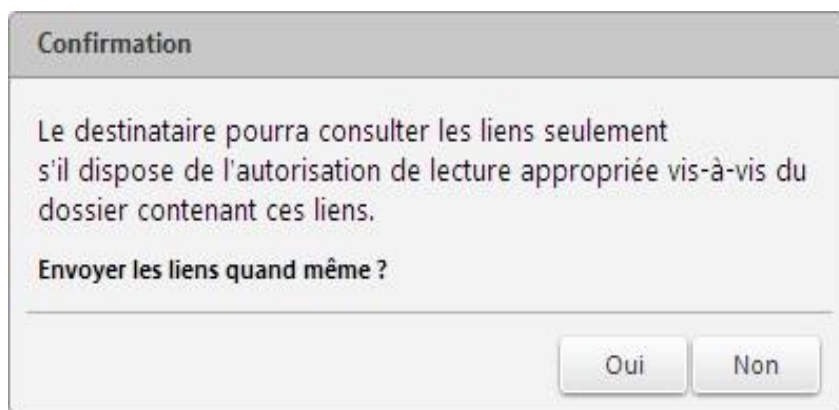 Confirmation
Le destinataire pourra consulter les liens seulement
s'il dispose de l'autorisation de lecture appropriée vis-à-vis du
dossier contenant ces liens.
Envoyer les liens quand même ?
Oui Non